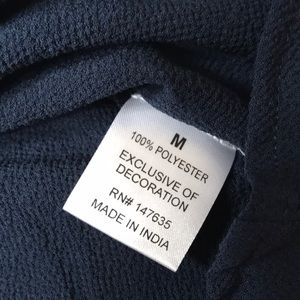 M
100% POLYESTER
EXCLUSIVE OF
DECORATION
RN# 147635
MADE IN INDIA